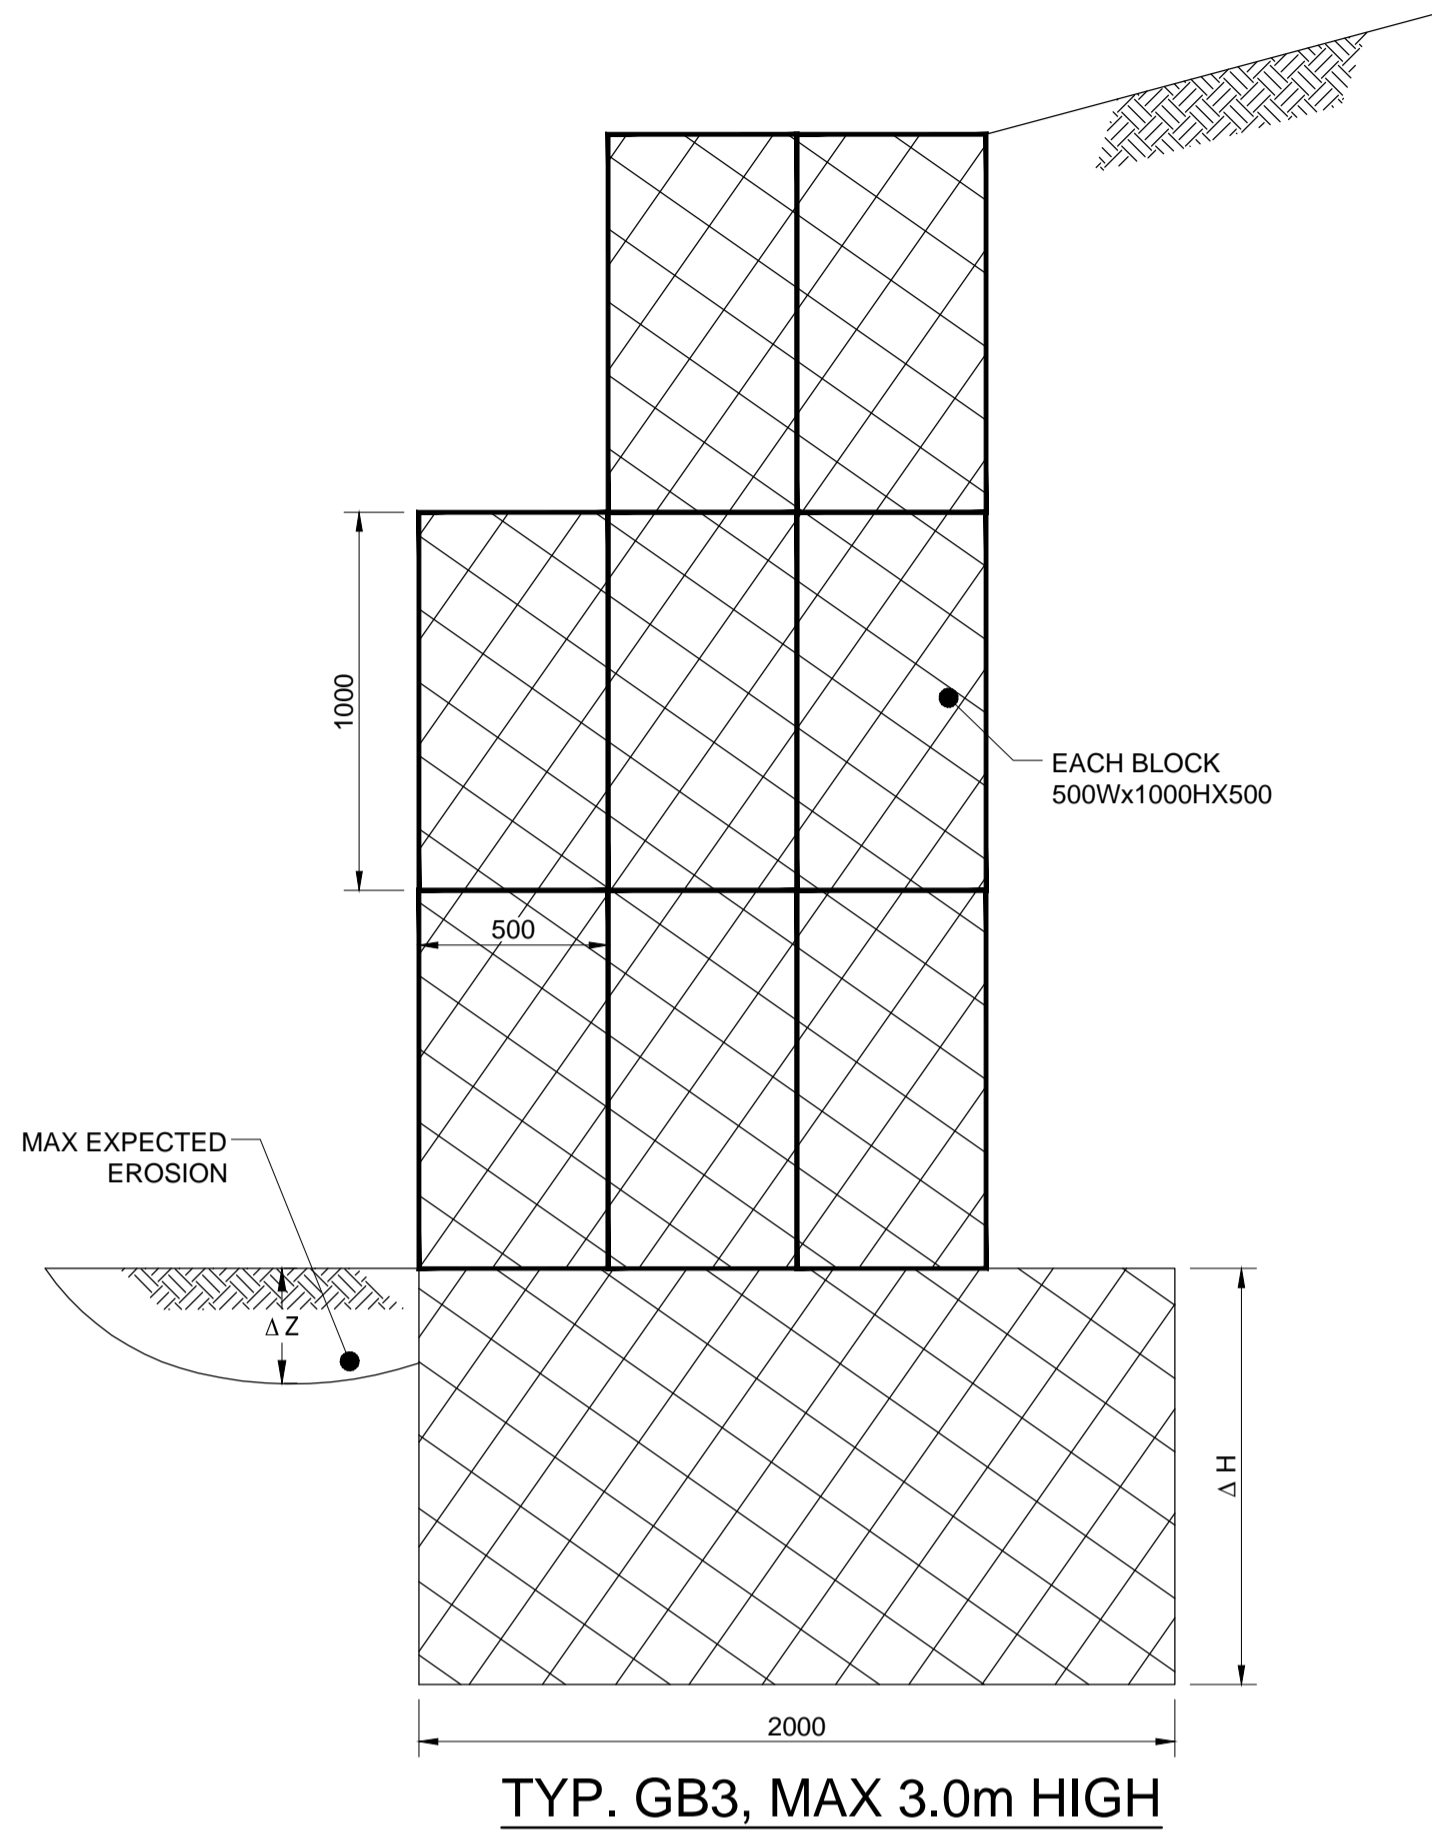 1000
EACH BLOCK
500Wx1000HX500
500
MAX EXPECTED
EROSION
Δ Z
Δ H
2000
TYP. GB3, MAX 3.0m HIGH